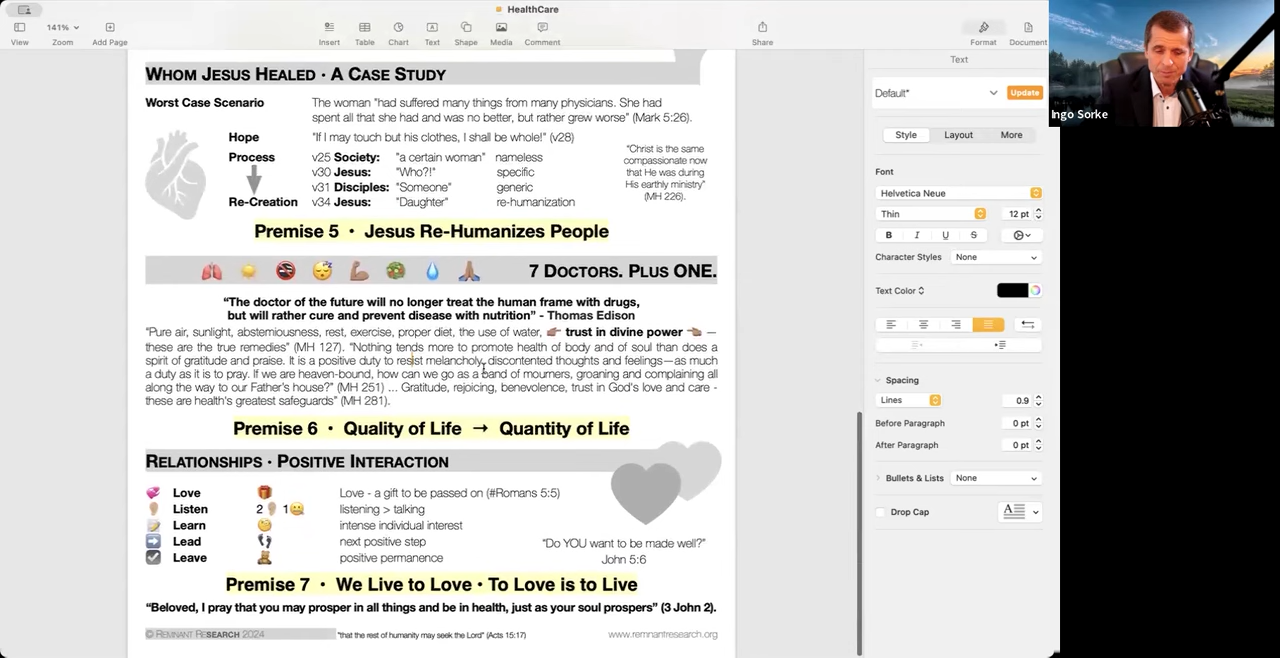 HealthCare
141%
View
Zoom
Add Page
Insert
Table
Chart
Text
Shape
Media
Comment
Share
Format
Document
Ingo Sorke
WHOM JESUS HEALED · A CASE STUDY
Worst Case Scenario
The woman "had suffered many things from many physicians. She had
spent all that she had and was no better, but rather grew worse" (Mark 5:26).
Hope "If I may touch but his clothes, I shall be whole!" (v28)
Process v25 Society: "a certain woman" nameless
v30 Jesus: "Who?!" specific
v31 Disciples: "Someone" generic
Re-Creation v34 Jesus: "Daughter" re-humanization
"Christ is the same
compassionate now
that He was during
His earthly ministry"
(MH 226).
Premise 5 · Jesus Re-Humanizes People
7 DOCTORS. PLUS ONE.
“The doctor of the future will no longer treat the human frame with drugs,
but will rather cure and prevent disease with nutrition” - Thomas Edison
“Pure air, sunlight, abstemiousness, rest, exercise, proper diet, the use of water, trust in divine power —
these are the true remedies” (MH 127). “Nothing tends more to promote health of body and of soul than does a
spirit of gratitude and praise. It is a positive duty to resist melancholy, discontented thoughts and feelings—as much
a duty as it is to pray. If we are heaven-bound, how can we go as a band of mourners, groaning and complaining all
along the way to our Father’s house?” (MH 251) ... Gratitude, rejoicing, benevolence, trust in God’s love and care -
these are health’s greatest safeguards” (MH 281).
Premise 6 · Quality of Life → Quantity of Life
RELATIONSHIPS · POSITIVE INTERACTION
Love Love - a gift to be passed on (#Romans 5:5)
Listen 2 1 listening > talking
Learn intense individual interest
Lead next positive step
Leave positive permanence
“Do YOU want to be made well?”
John 5:6
Premise 7 · We Live to Love · To Love is to Live
“Beloved, I pray that you may prosper in all things and be in health, just as your soul prospers” (3 John 2).
© REMNANT RESEARCH 2024 "that the rest of humanity may seek the Lord" (Acts 15:17) www.remnantresearch.org
Text
Default*
Update
Style
Layout
More
Font
Helvetica Neue
Thin
12 pt
B I U S
Character Styles
None
Text Color
Spacing
Lines
0.9
Before Paragraph
0 pt
After Paragraph
0 pt
Bullets & Lists
None
Drop Cap
A